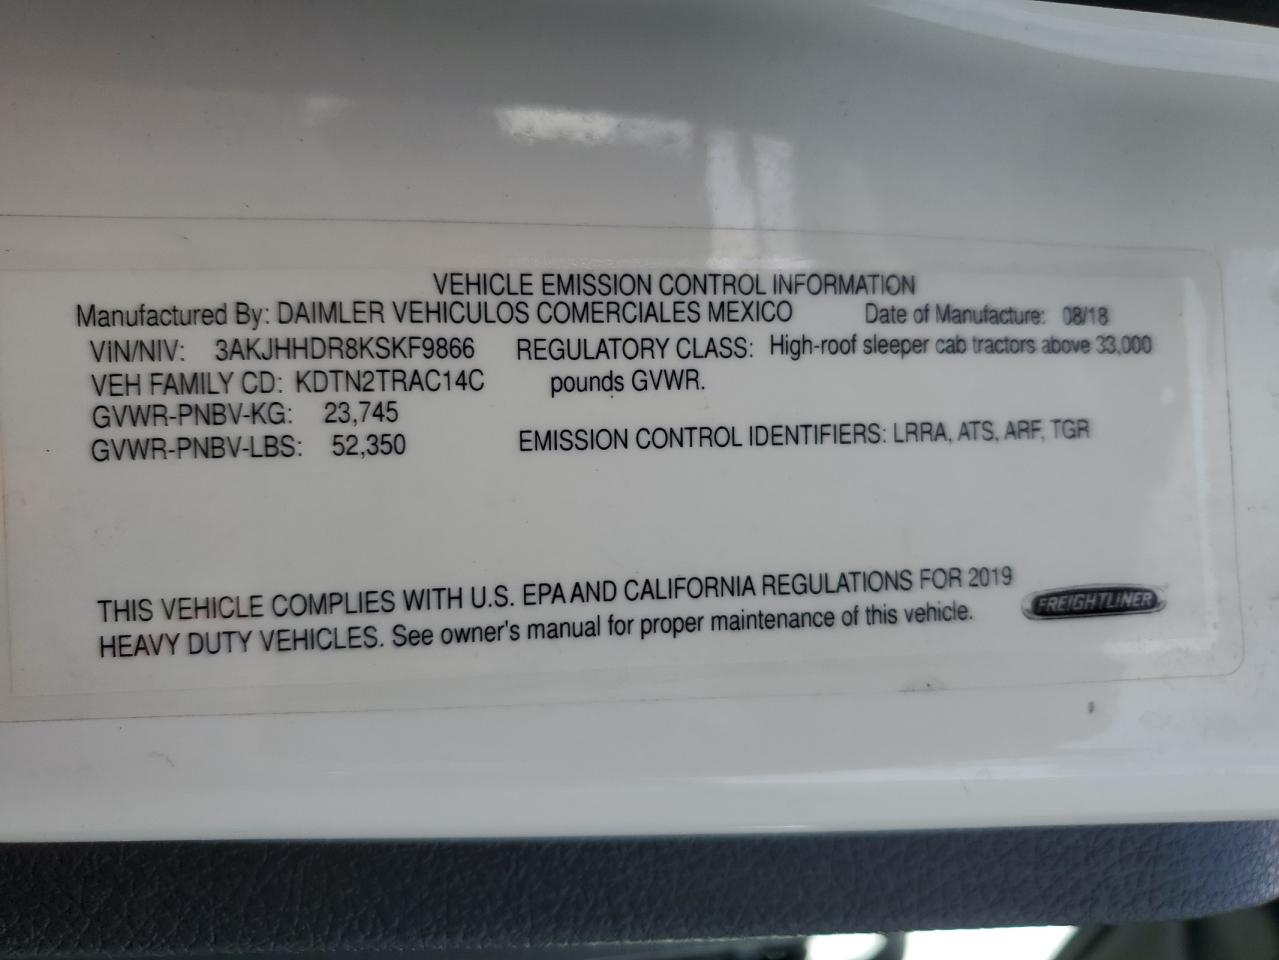 VEHICLE EMISSION CONTROL INFORMATION
Manufactured By: DAIMLER VEHICULOS COMERCIALES MEXICO Date of Manufacture: 08/18
VIN/NIV: 3AKJHHDR8KSKF9866 REGULATORY CLASS: High-roof sleeper cab tractors above 33,000
VEH FAMILY CD: KDTN2TRAC14C pounds GVWR.
GVWR-PNBV-KG: 23,745
GVWR-PNBV-LBS: 52,350 EMISSION CONTROL IDENTIFIERS: LRRA, ATS, ARF, TGR
THIS VEHICLE COMPLIES WITH U.S. EPA AND CALIFORNIA REGULATIONS FOR 2019
HEAVY DUTY VEHICLES. See owner's manual for proper maintenance of this vehicle.
FREIGHTLINER